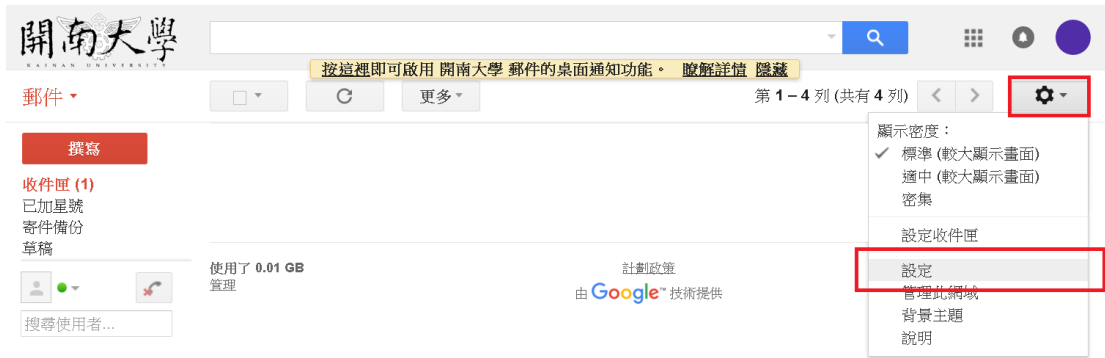 開南大學
KAINAN UNIVERSITY
按這裡即可啟用 開南大學 郵件的桌面通知功能。 瞭解詳情 隱藏
郵件
更多
第 1 – 4 列 (共有 4 列)
撰寫
收件匣 (1)
已加星號
寄件備份
草稿
搜尋使用者...
使用了 0.01 GB
管理
計劃政策
由 Google™ 技術提供
顯示密度：
標準 (較大顯示畫面)
適中 (較大顯示畫面)
密集
設定收件匣
設定
管理此網域
背景主題
說明